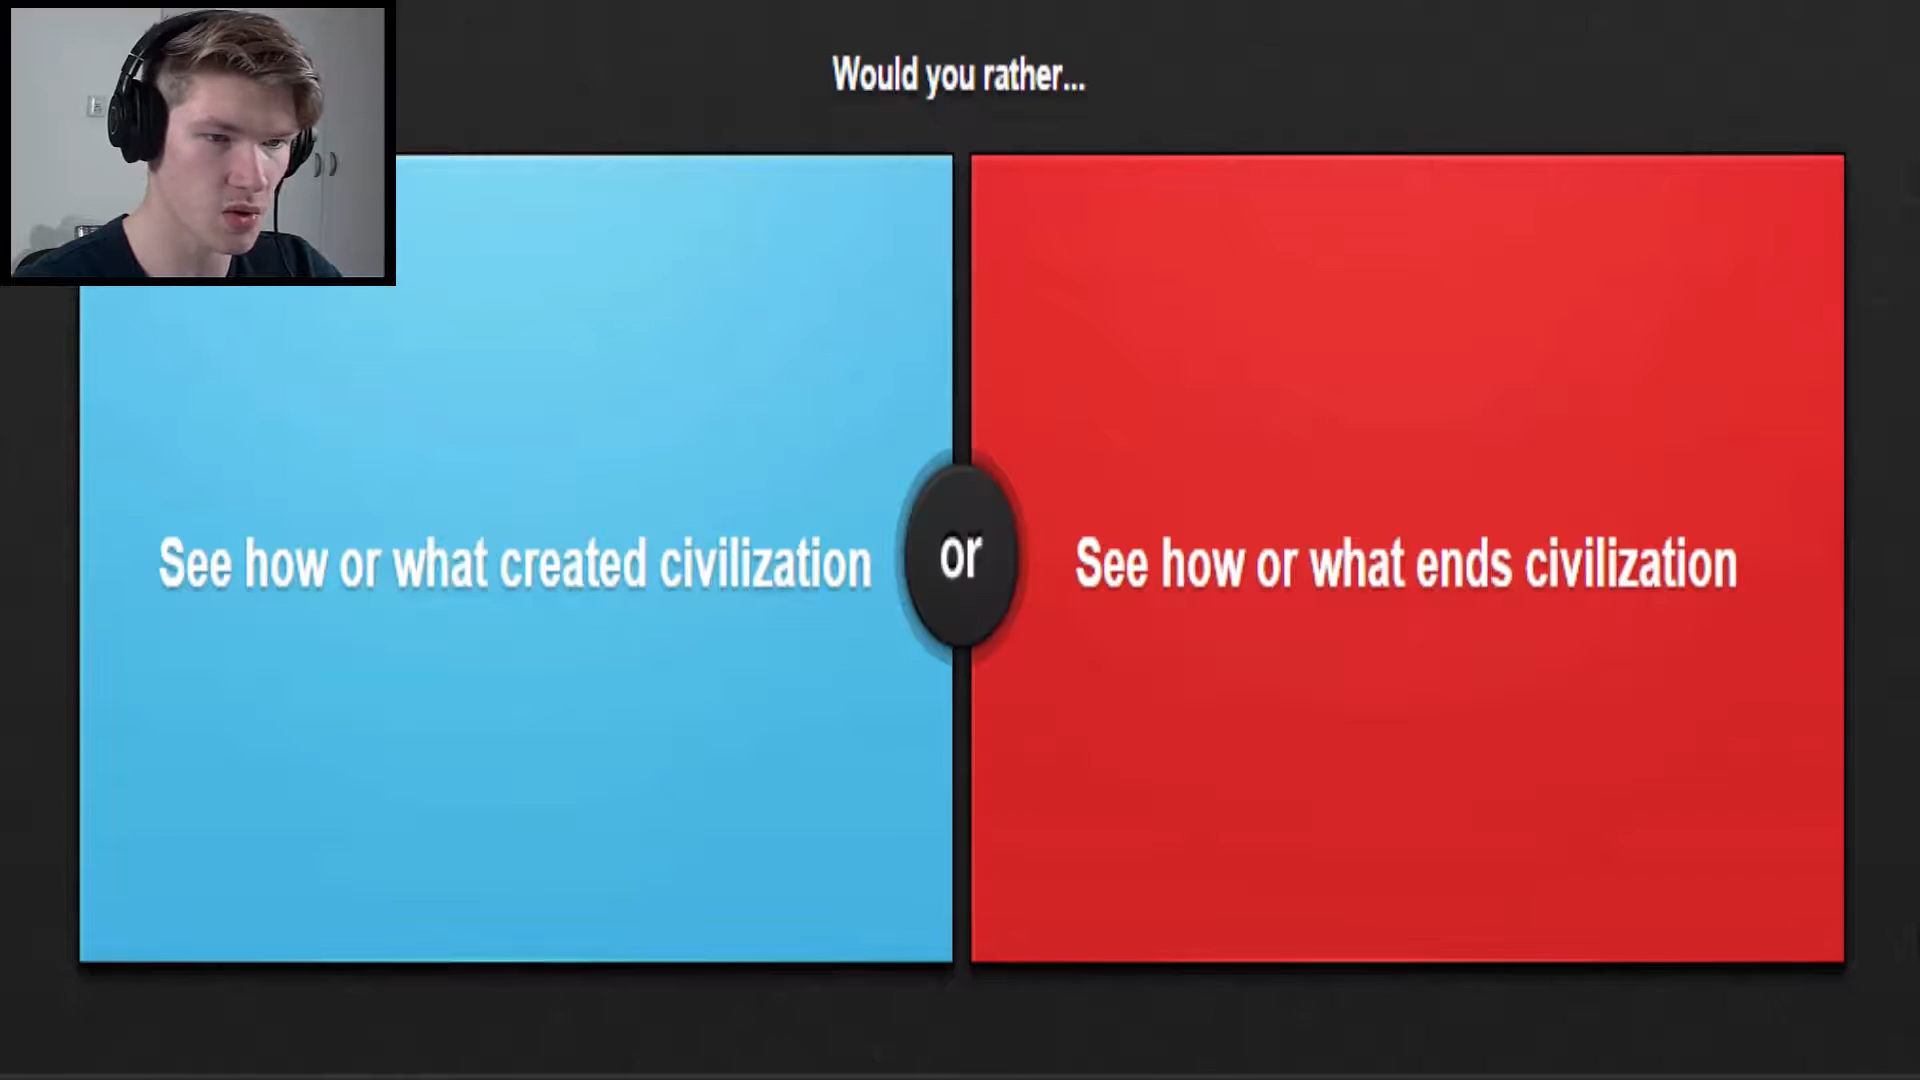 Would you rather...
See how or what created civilization
or
See how or what ends civilization